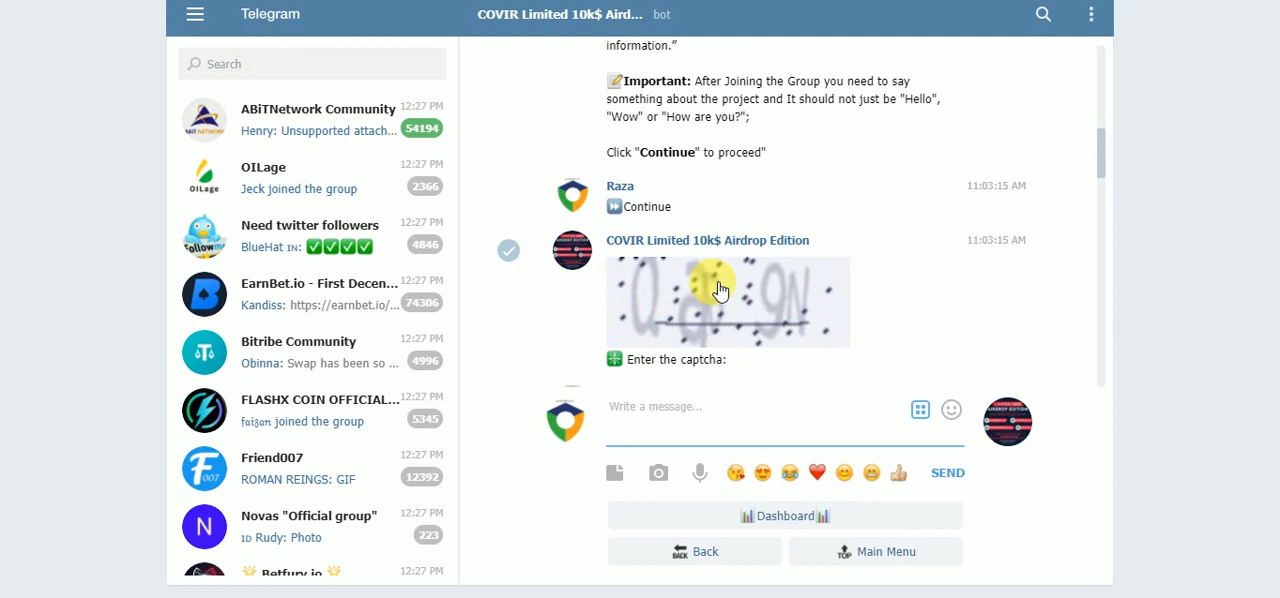 Telegram
COVIR Limited 10k$ Aird... bot
Search
ABiTNetwork Community 12:27 PM
Henry: Unsupported attach... 54194
OILage 12:27 PM
Jeck joined the group 2366
Need twitter followers 12:27 PM
BlueHat IN: ✅✅✅✅ 4846
EarnBet.io - First Decen... 12:27 PM
Kandiss: https://earnbet.io/... 74306
Bitribe Community 12:27 PM
Obinna: Swap has been so ... 4996
FLASHX COIN OFFICIAL... 12:27 PM
faiʒan joined the group 5345
Friend007 12:27 PM
ROMAN REINGS: GIF 12392
Novas "Official group" 12:27 PM
ID Rudy: Photo 223
🌟 Betfury.io 🌟 12:27 PM
information.”
📝Important: After Joining the Group you need to say
something about the project and It should not just be "Hello",
"Wow" or "How are you?";
Click "Continue" to proceed"
Raza 11:03:15 AM
⏩Continue
COVIR Limited 10k$ Airdrop Edition 11:03:15 AM
❇️ Enter the captcha:
Write a message...
SEND
📊Dashboard📊
🔙 Back
🔝 Main Menu